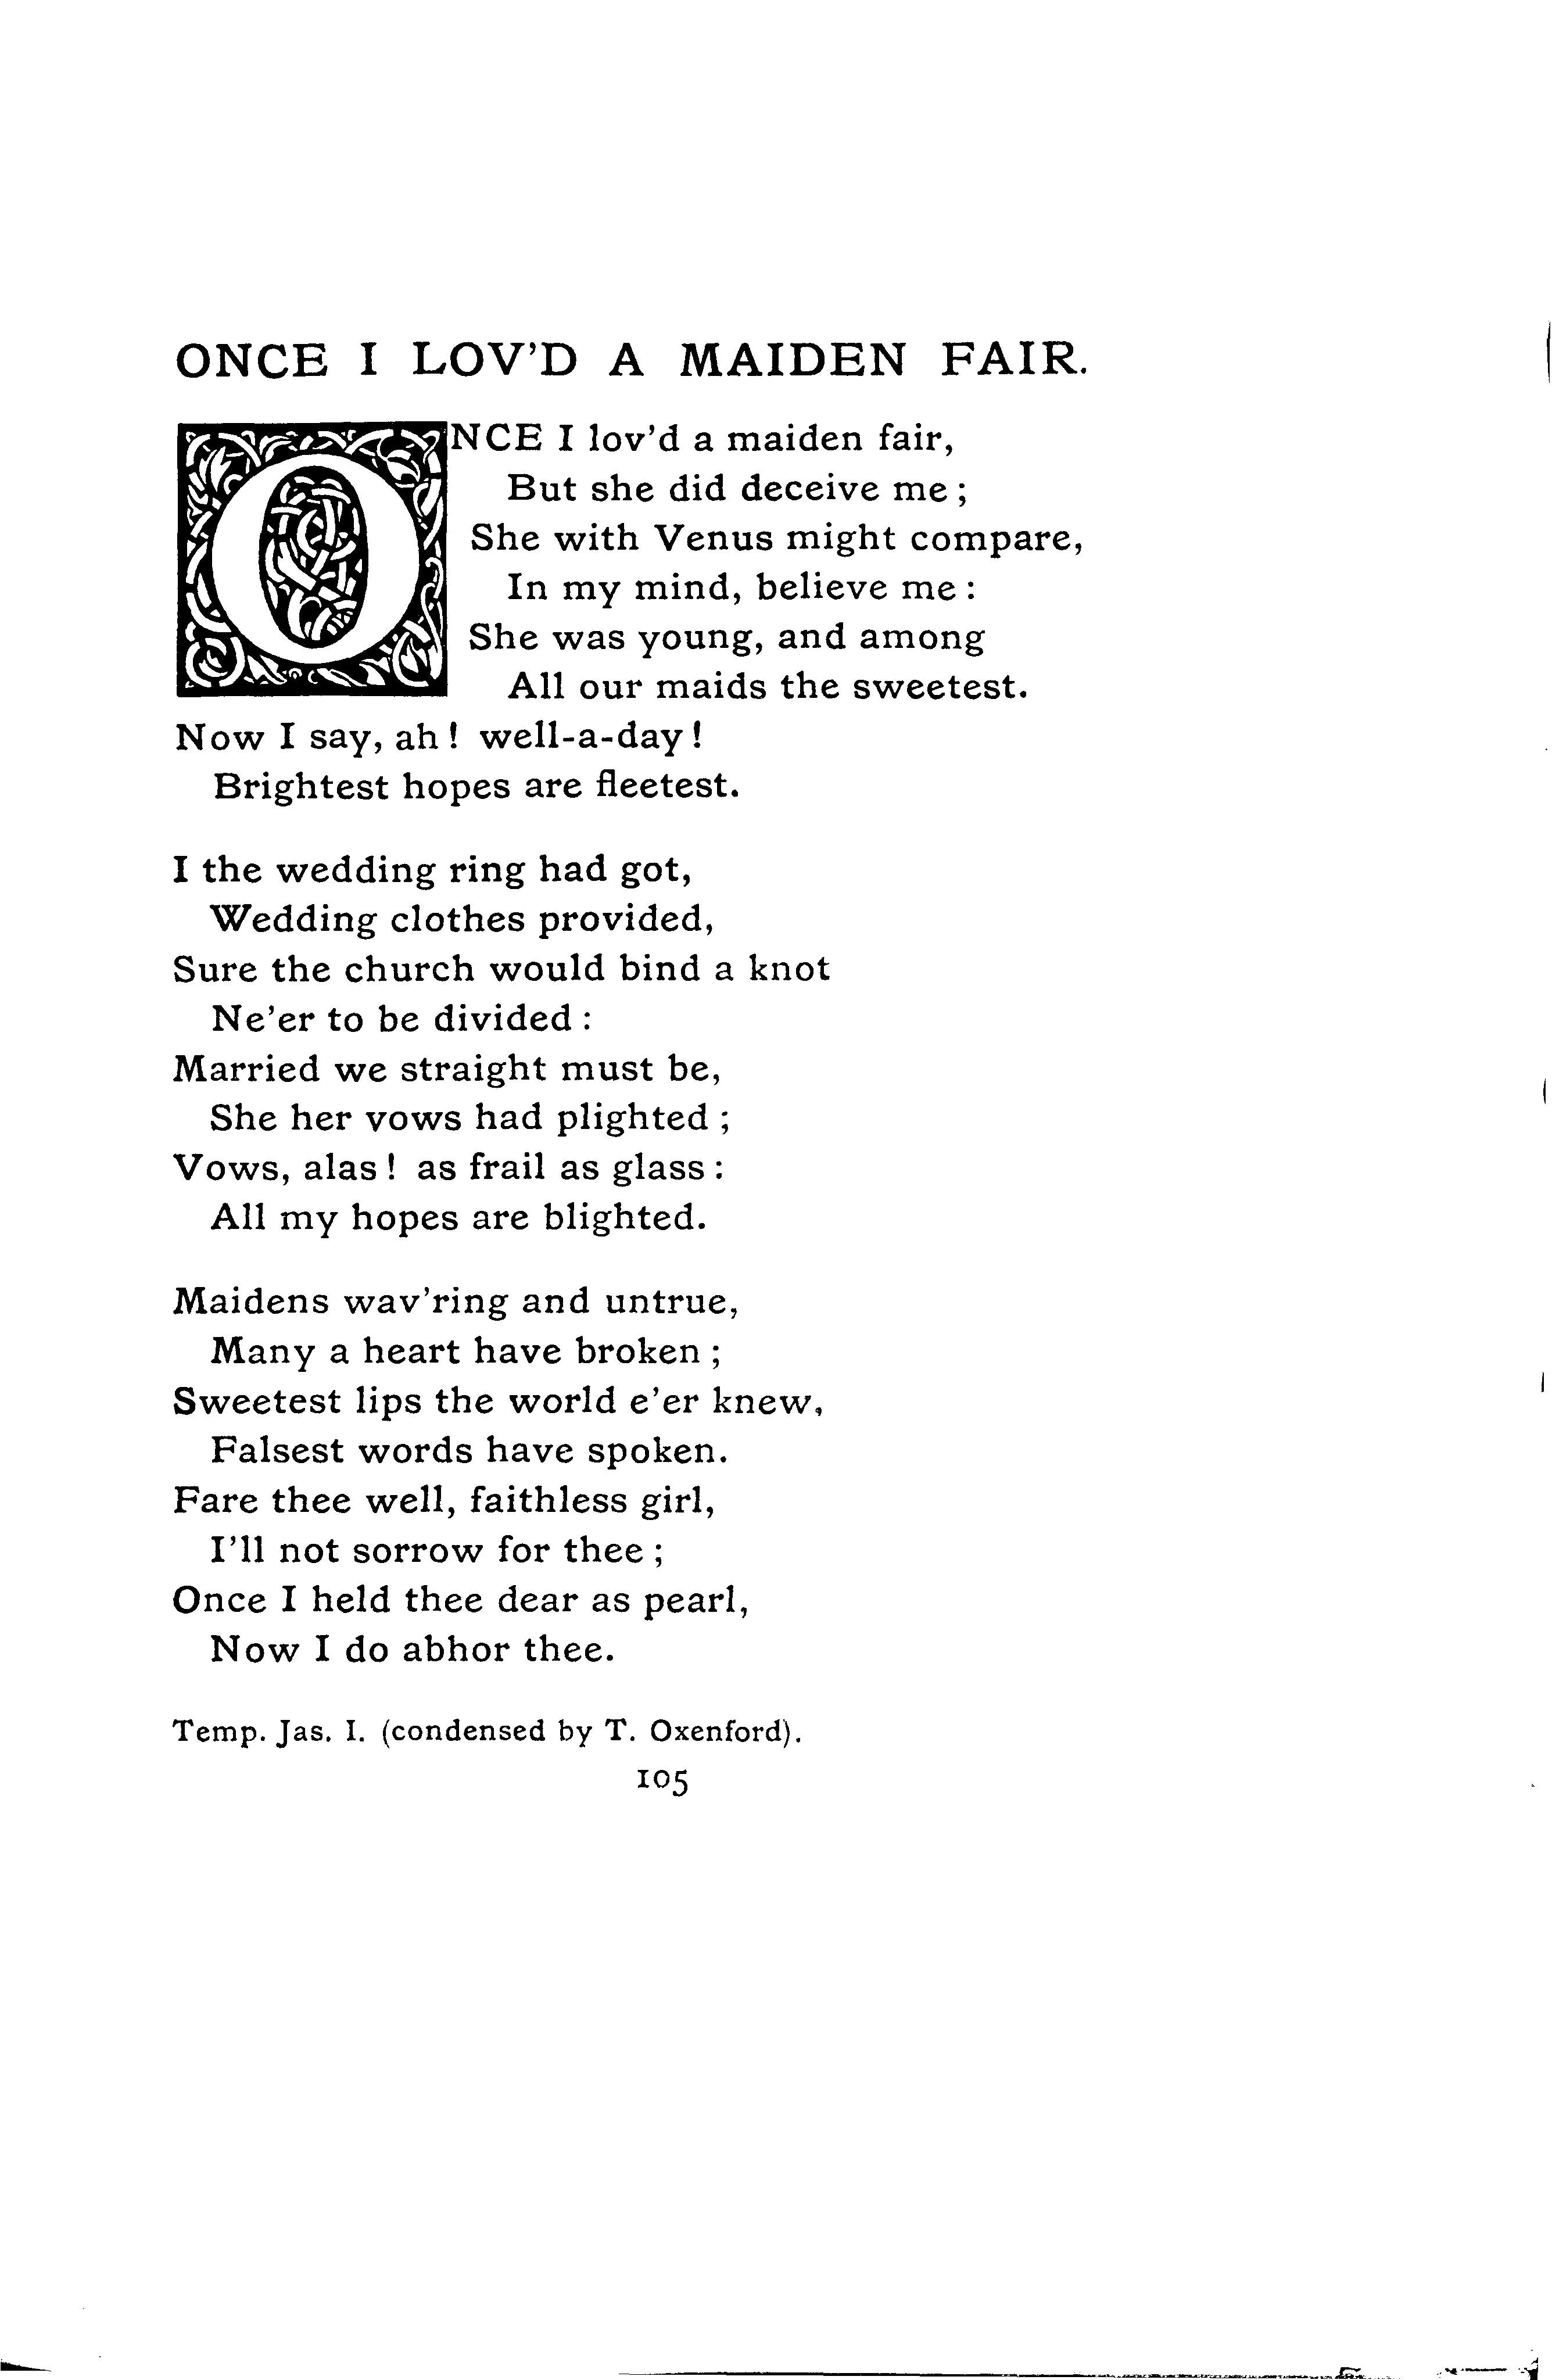 ONCE I LOV’D A MAIDEN FAIR.
ONCE I lov’d a maiden fair,
But she did deceive me ;
She with Venus might compare,
In my mind, believe me :
She was young, and among
All our maids the sweetest.
Now I say, ah ! well-a-day !
Brightest hopes are fleetest.
I the wedding ring had got,
Wedding clothes provided,
Sure the church would bind a knot
Ne’er to be divided :
Married we straight must be,
She her vows had plighted ;
Vows, alas ! as frail as glass :
All my hopes are blighted.
Maidens wav’ring and untrue,
Many a heart have broken ;
Sweetest lips the world e’er knew,
Falsest words have spoken.
Fare thee well, faithless girl,
I’ll not sorrow for thee ;
Once I held thee dear as pearl,
Now I do abhor thee.
Temp. Jas. I. (condensed by T. Oxenford).
105